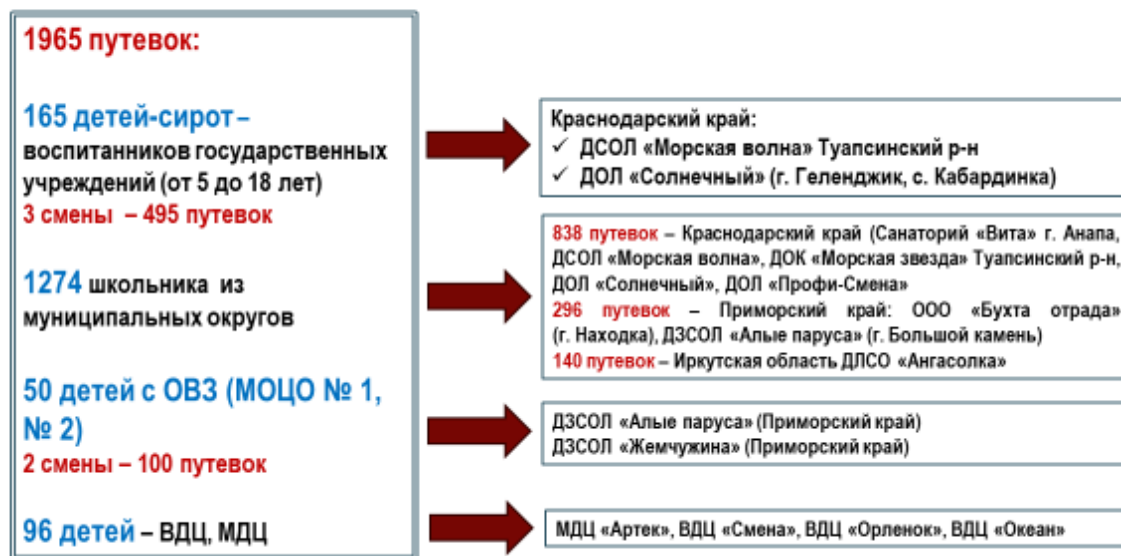 1965 путевок:
165 детей-сирот –
воспитанников государственных
учреждений (от 5 до 18 лет)
3 смены – 495 путевок
1274 школьника из
муниципальных округов
50 детей с ОВЗ (МОЦО № 1,
№ 2)
2 смены – 100 путевок
96 детей – ВДЦ, МДЦ
Краснодарский край:
✓ ДСОЛ «Морская волна» Туапсинский р-н
✓ ДОЛ «Солнечный» (г. Геленджик, с. Кабардинка)
838 путевок – Краснодарский край (Санаторий «Вита» г. Анапа,
ДСОЛ «Морская волна», ДОК «Морская звезда» Туапсинский р-н,
ДОЛ «Солнечный», ДОЛ «Профи-Смена»
296 путевок – Приморский край: ООО «Бухта отрада»
(г. Находка), ДЗСОЛ «Алые паруса» (г. Большой камень)
140 путевок – Иркутская область ДЛСО «Ангасолка»
ДЗСОЛ «Алые паруса» (Приморский край)
ДЗСОЛ «Жемчужина» (Приморский край)
МДЦ «Артек», ВДЦ «Смена», ВДЦ «Орленок», ВДЦ «Океан»